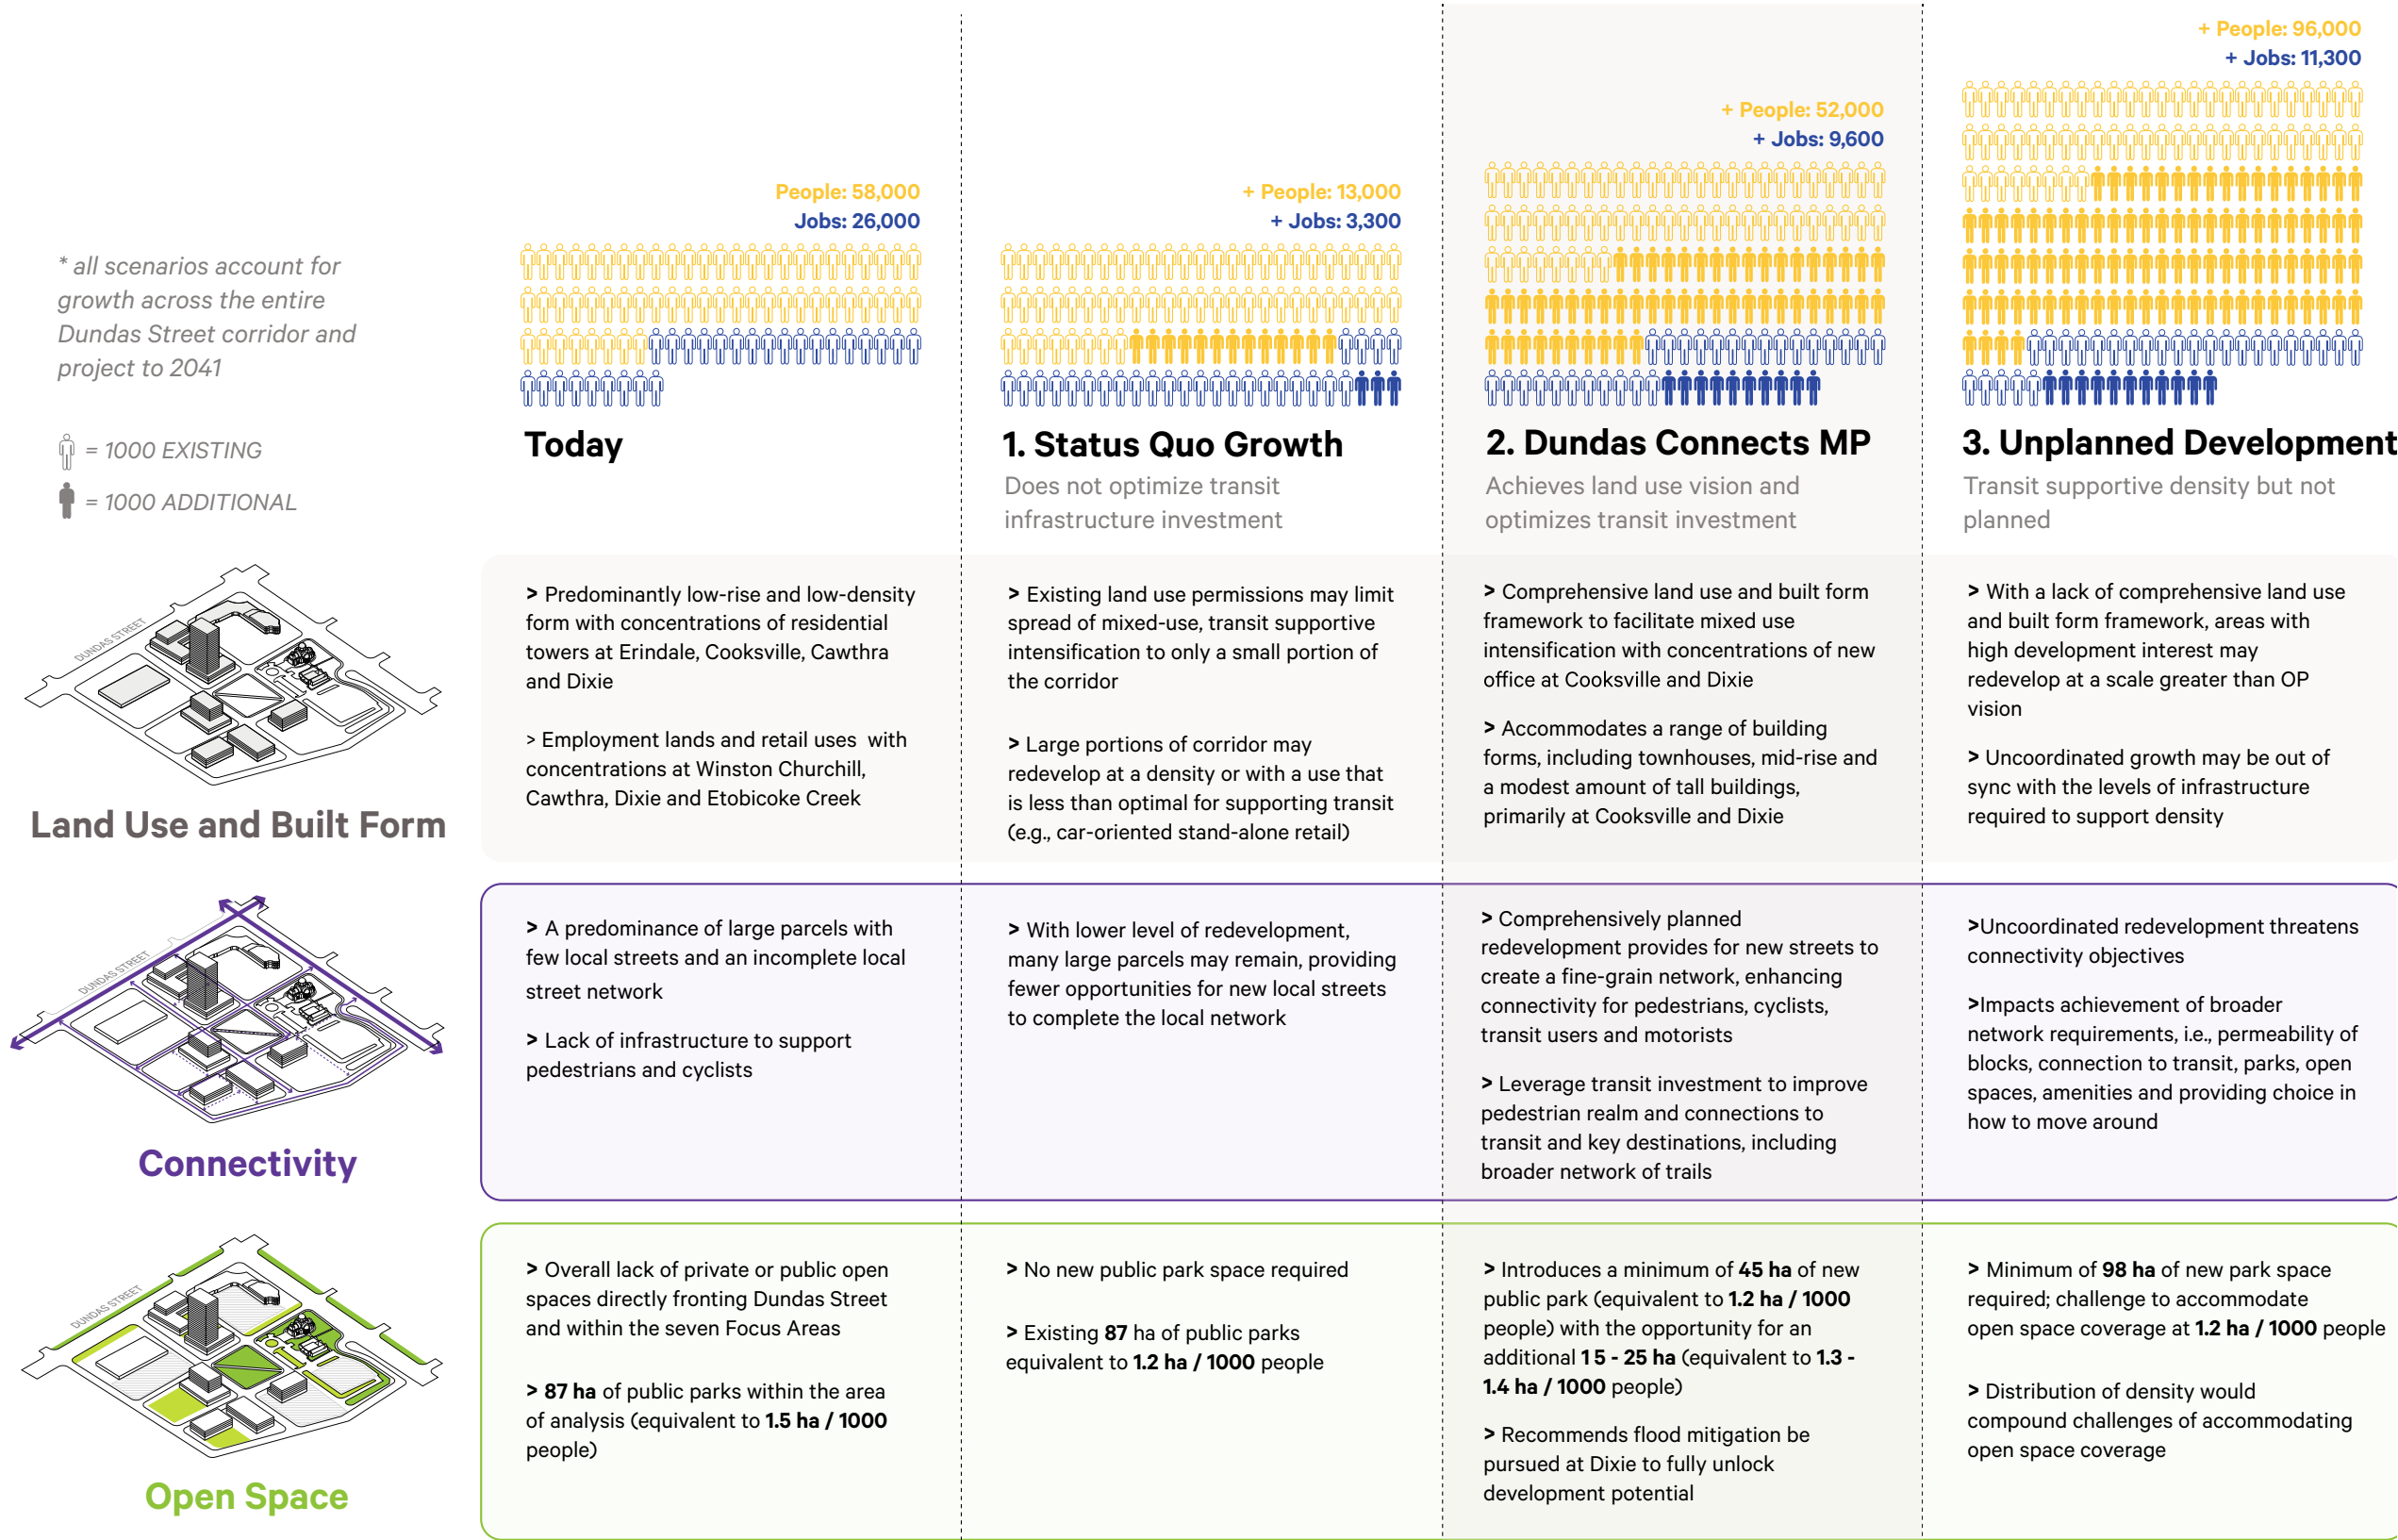 * all scenarios account for
growth across the entire
Dundas Street corridor and
project to 2041
= 1000 EXISTING
= 1000 ADDITIONAL
People: 58,000
Jobs: 26,000
Today
+ People: 13,000
+ Jobs: 3,300
1. Status Quo Growth
Does not optimize transit
infrastructure investment
+ People: 52,000
+ Jobs: 9,600
2. Dundas Connects MP
Achieves land use vision and
optimizes transit investment
+ People: 96,000
+ Jobs: 11,300
3. Unplanned Development
Transit supportive density but not
planned
DUNDAS STREET
Land Use and Built Form
> Predominantly low-rise and low-density
form with concentrations of residential
towers at Erindale, Cooksville, Cawthra
and Dixie
> Employment lands and retail uses with
concentrations at Winston Churchill,
Cawthra, Dixie and Etobicoke Creek
> Existing land use permissions may limit
spread of mixed-use, transit supportive
intensification to only a small portion of
the corridor
> Large portions of corridor may
redevelop at a density or with a use that
is less than optimal for supporting transit
(e.g., car-oriented stand-alone retail)
> Comprehensive land use and built form
framework to facilitate mixed use
intensification with concentrations of new
office at Cooksville and Dixie
> Accommodates a range of building
forms, including townhouses, mid-rise and
a modest amount of tall buildings,
primarily at Cooksville and Dixie
> With a lack of comprehensive land use
and built form framework, areas with
high development interest may
redevelop at a scale greater than OP
vision
> Uncoordinated growth may be out of
sync with the levels of infrastructure
required to support density
DUNDAS STREET
Connectivity
> A predominance of large parcels with
few local streets and an incomplete local
street network
> Lack of infrastructure to support
pedestrians and cyclists
> With lower level of redevelopment,
many large parcels may remain, providing
fewer opportunities for new local streets
to complete the local network
> Comprehensively planned
redevelopment provides for new streets to
create a fine-grain network, enhancing
connectivity for pedestrians, cyclists,
transit users and motorists
> Leverage transit investment to improve
pedestrian realm and connections to
transit and key destinations, including
broader network of trails
>Uncoordinated redevelopment threatens
connectivity objectives
>Impacts achievement of broader
network requirements, i.e., permeability of
blocks, connection to transit, parks, open
spaces, amenities and providing choice in
how to move around
DUNDAS STREET
Open Space
> Overall lack of private or public open
spaces directly fronting Dundas Street
and within the seven Focus Areas
> 87 ha of public parks within the area
of analysis (equivalent to 1.5 ha / 1000
people)
> No new public park space required
> Existing 87 ha of public parks
equivalent to 1.2 ha / 1000 people
> Introduces a minimum of 45 ha of new
public park (equivalent to 1.2 ha / 1000
people) with the opportunity for an
additional 15 - 25 ha (equivalent to 1.3 -
1.4 ha / 1000 people)
> Recommends flood mitigation be
pursued at Dixie to fully unlock
development potential
> Minimum of 98 ha of new park space
required; challenge to accommodate
open space coverage at 1.2 ha / 1000 people
> Distribution of density would
compound challenges of accommodating
open space coverage